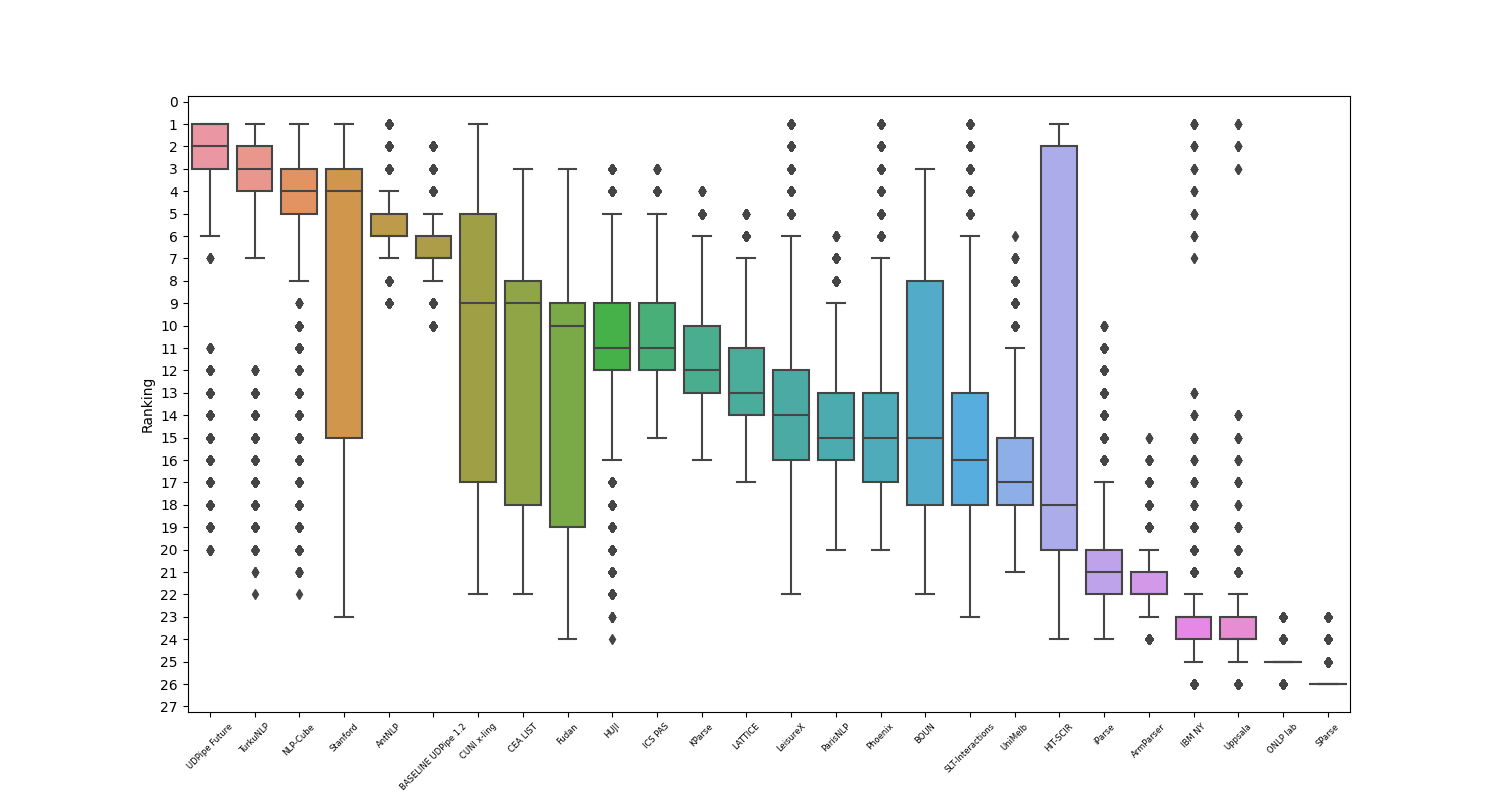 0
1
2
3
4
5
6
7
8
9
10
11
12
13
14
15
16
17
18
19
20
21
22
23
24
25
26
27
Ranking
UDPipe Future
TurkuNLP
NLP-Cube
Stanford
AntNLP
BASELINE UDPipe 1.2
CUNI x-ling
CEA LIST
Fudan
HUJI
ICS PAS
KParse
LATTICE
LeisureX
ParisNLP
Phoenix
BOUN
SLT-Interactions
UniMelb
HIT-SCIR
iParse
ArmParser
IBM NY
Uppsala
ONLP lab
SParse